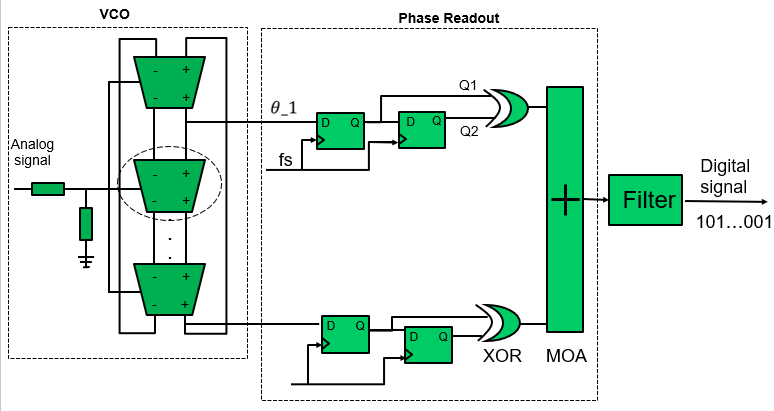 VCO
Phase Readout
- +
- +
θ_1
D Q
D Q
Q1
Q2
fs
Analog
signal
- +
- +
.
.
.
+
Filter
Digital
signal
101...001
- +
- +
D Q
D Q
XOR
MOA